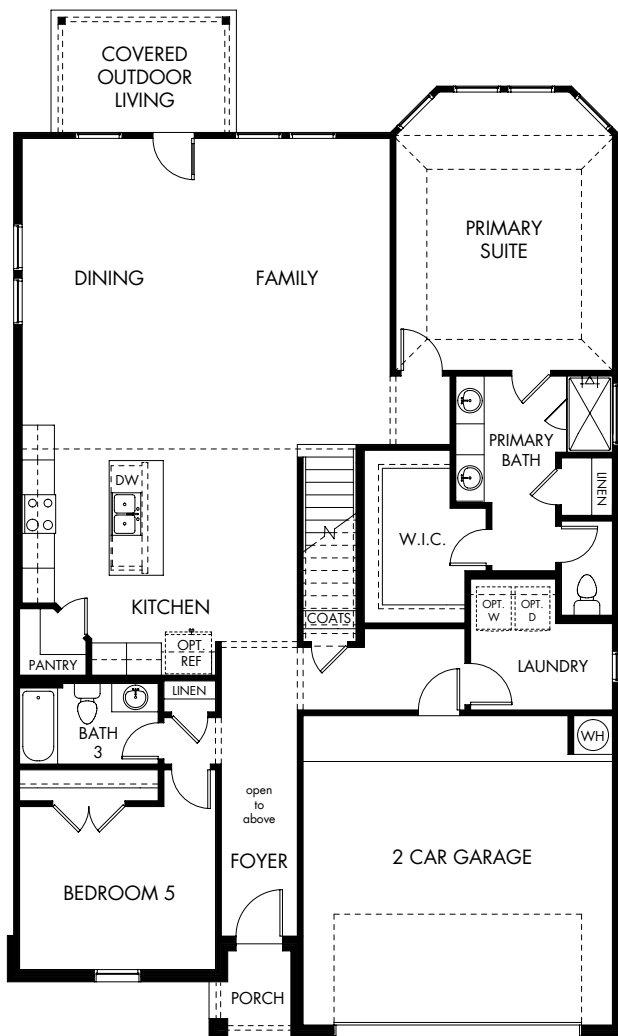 COVERED
OUTDOOR
LIVING
PRIMARY
SUITE
DINING
FAMILY
PRIMARY
BATH
LINEN
DW
W.I.C.
KITCHEN
COATS
OPT.
W
OPT.
D
OPT.
REF
PANTRY
LAUNDRY
LINEN
BATH
3
WH
open
to
above
FOYER
2 CAR GARAGE
BEDROOM 5
PORCH